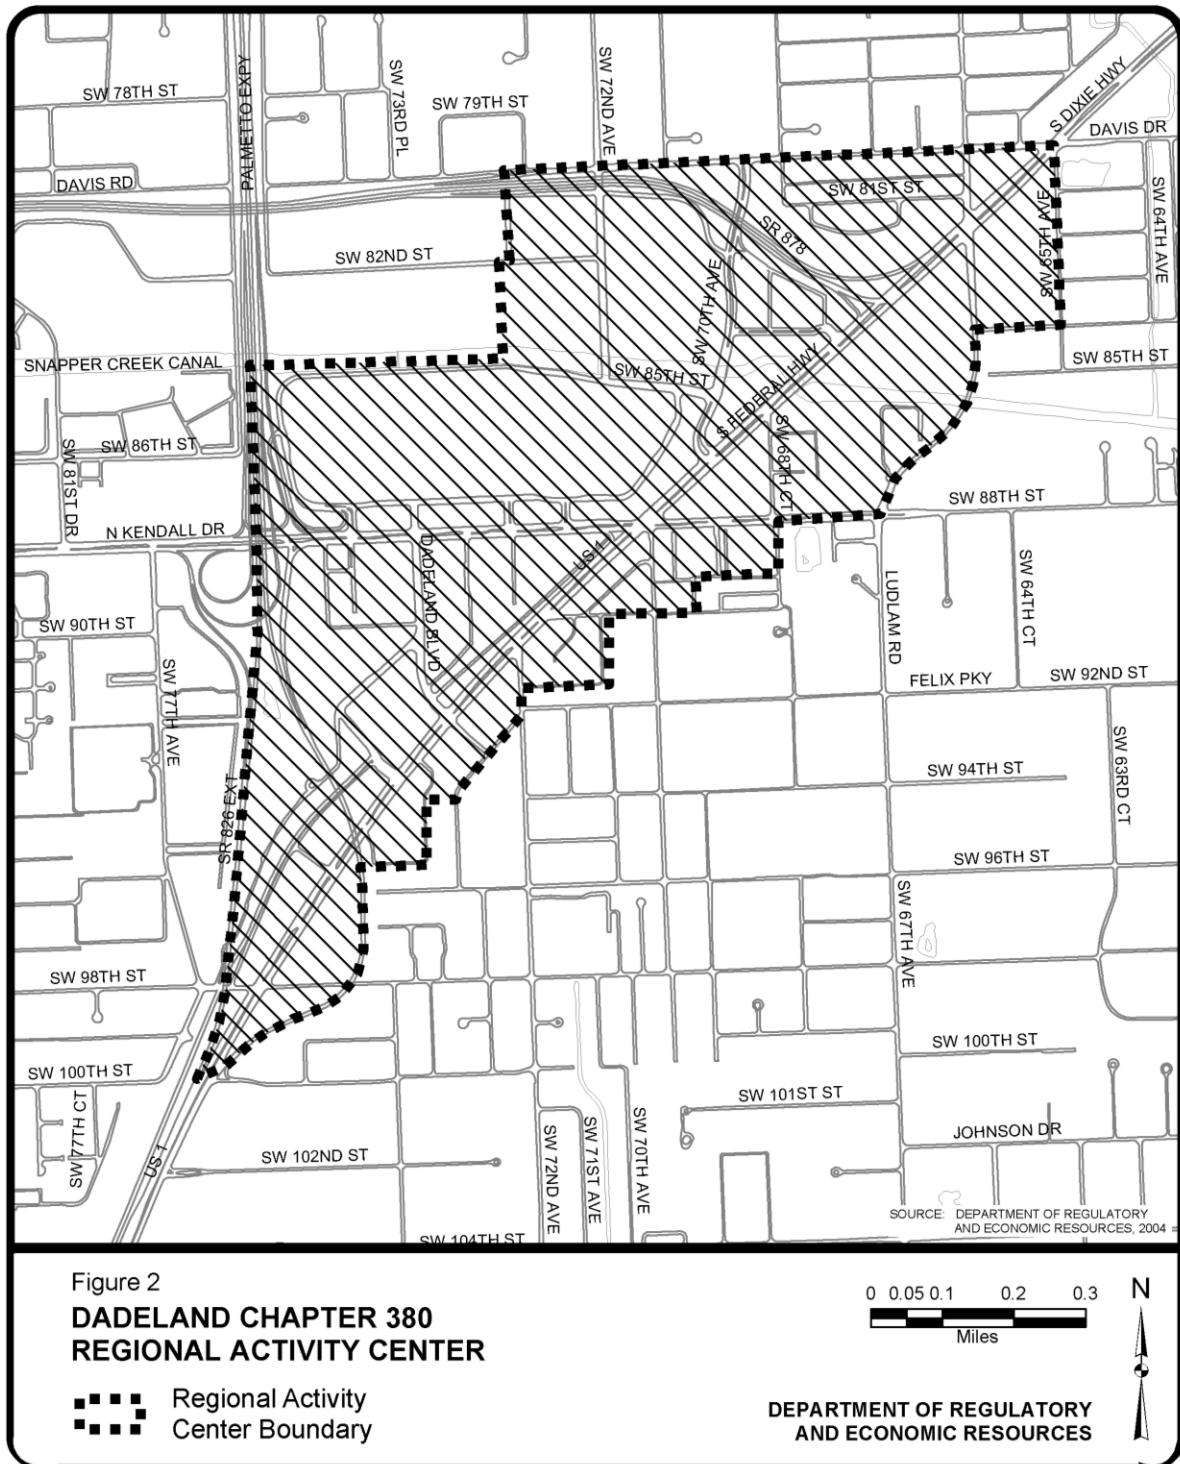 SW 78TH ST
PALMETTO EXPY
SW 73RD PL
SW 79TH ST
SW 72ND AVE
S DIXIE HWY
DAVIS DR
DAVIS RD
SW 81ST ST
SW 65TH AVE
SW 64TH AVE
SR 878
SW 82ND ST
SW 70TH AVE
SNAPPER CREEK CANAL
SW 85TH ST
SW 85TH ST
S FEDERAL HWY
SW 86TH ST
SW 81ST DR
SW 68TH CT
SW 88TH ST
N KENDALL DR
US 1
DADELAND BLVD
LUDLAM RD
SW 64TH CT
SW 90TH ST
SW 77TH AVE
FELIX PKY
SW 92ND ST
SW 63RD CT
SW 94TH ST
SR 826 EXT
SW 96TH ST
SW 67TH AVE
SW 98TH ST
SW 100TH ST
SW 100TH ST
SW 77TH CT
SW 101ST ST
JOHNSON DR
US 1
SW 102ND ST
SW 72ND AVE
SW 71ST AVE
SW 70TH AVE
SW 104TH ST
SOURCE: DEPARTMENT OF REGULATORY
AND ECONOMIC RESOURCES, 2004
Figure 2
DADELAND CHAPTER 380
REGIONAL ACTIVITY CENTER
Regional Activity
Center Boundary
0 0.05 0.1 0.2 0.3
Miles
N
DEPARTMENT OF REGULATORY
AND ECONOMIC RESOURCES